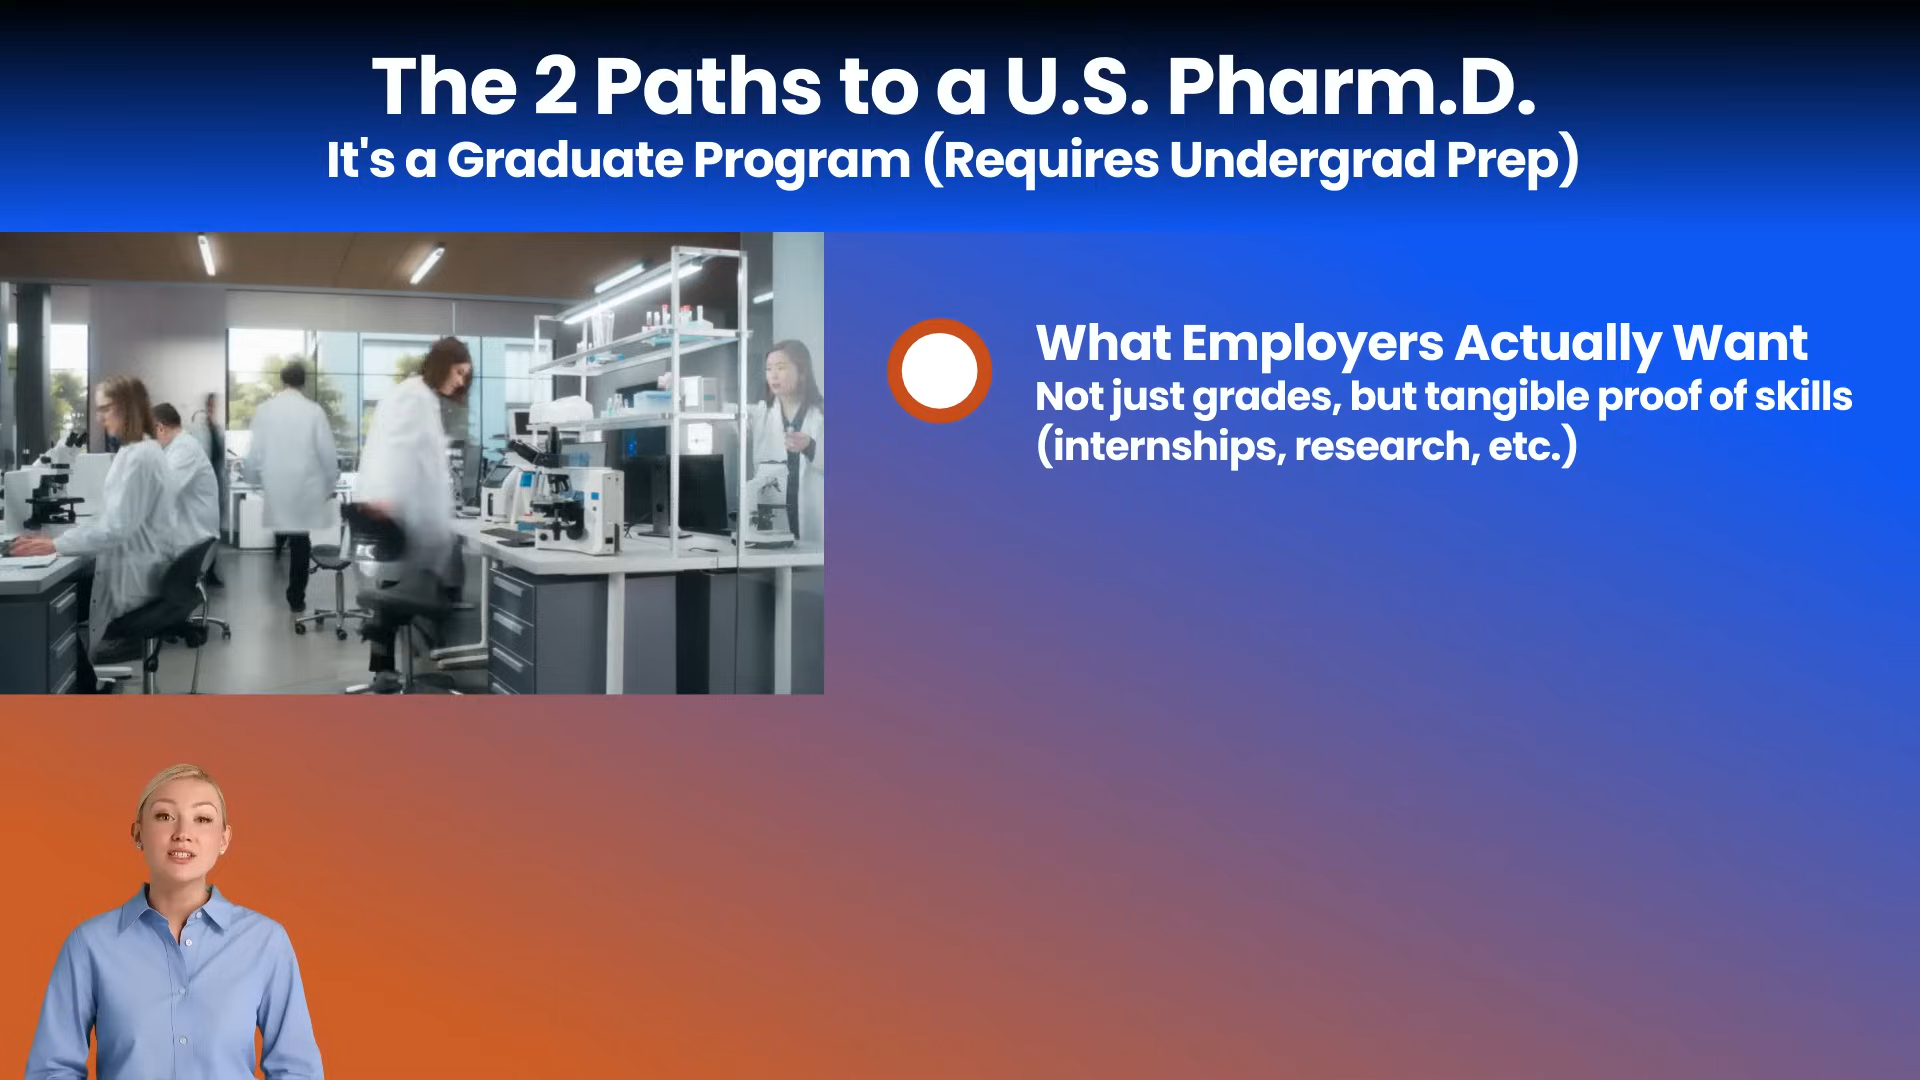 The 2 Paths to a U.S. Pharm.D.
It's a Graduate Program (Requires Undergrad Prep)
What Employers Actually Want
Not just grades, but tangible proof of skills
(internships, research, etc.)